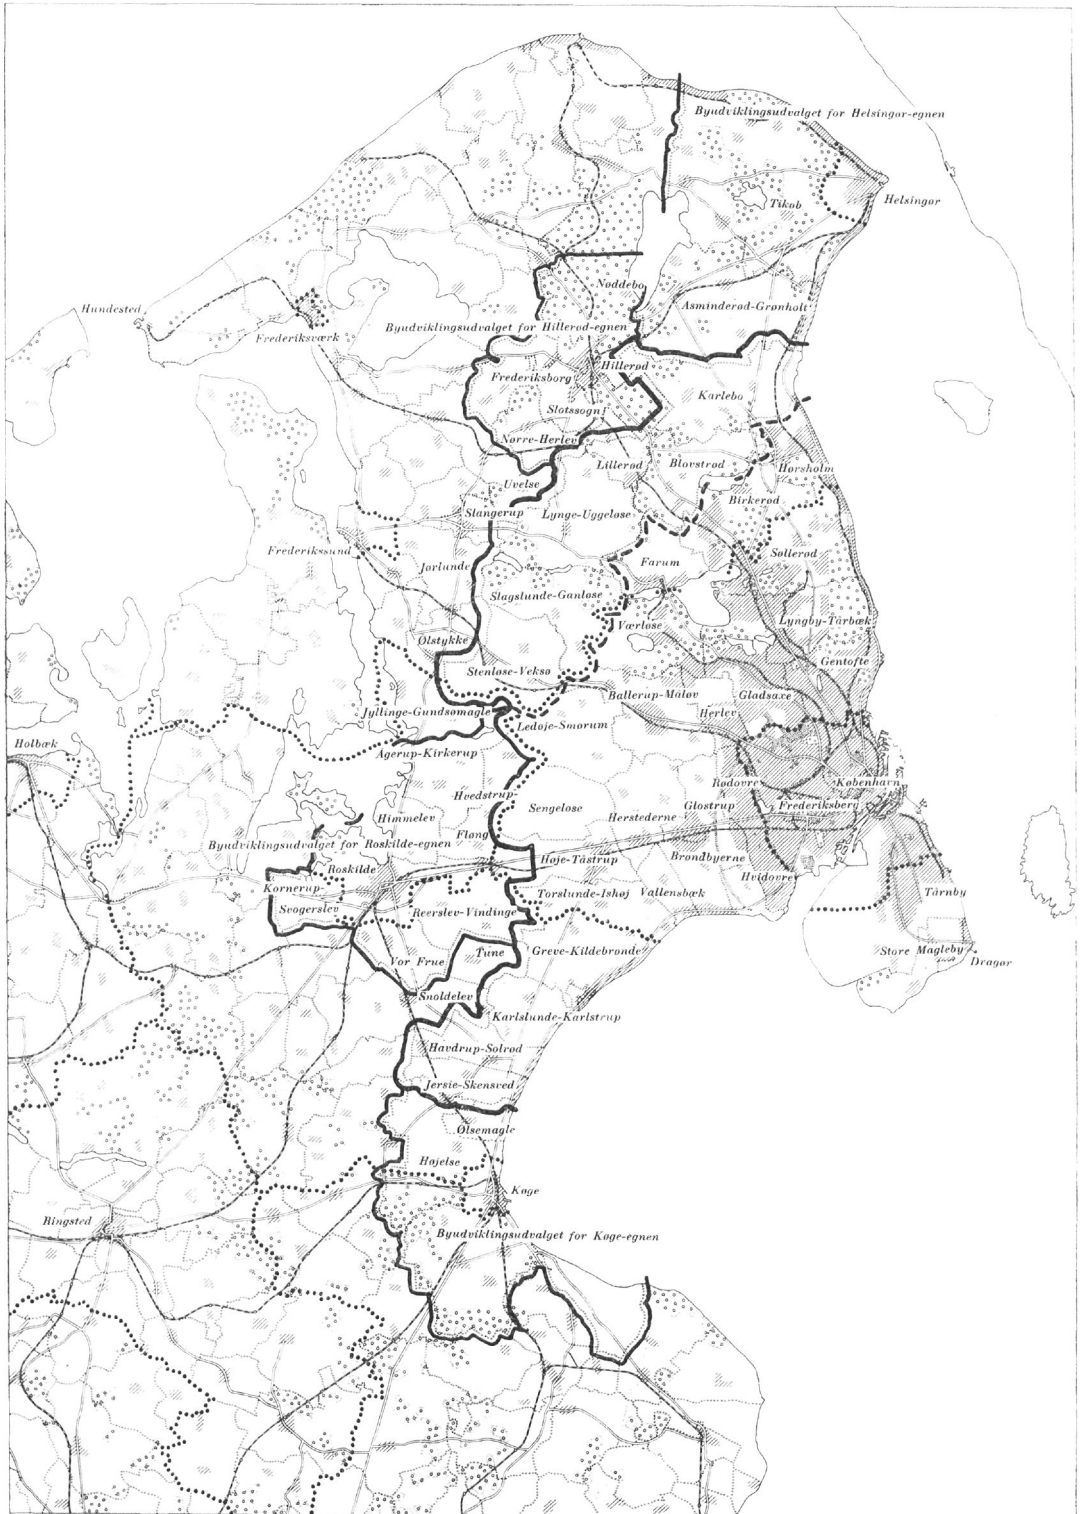 Byudviklingsudvalget for Helsingør-egnen
Tikøb
Helsingør
Nøddebo
Asminderød-Grønholt
Hundested
Byudviklingsudvalget for Hillerød-egnen
Frederiksværk
Hillerød
Frederiksborg
Karlebo
Slotssogn
Nørre-Herlev
Lillerød
Blovstrød
Hørsholm
Uvelse
Birkerød
Slangerup
Lynge-Uggeløse
Frederikssund
Søllerød
Jørlunde
Farum
Slagslunde-Ganløse
Lyngby-Tårbæk
Værløse
Ølstykke
Gentofte
Stenløse-Veksø
Ballerup-Måløv
Gladsaxe
Jyllinge-Gundsømagle
Herlev
Ledøje-Smørum
Holbæk
Ågerup-Kirkerup
Rødovre
København
Hvedstrup-
Sengeløse
Glostrup
Frederiksberg
Himmelev
Herstederne
Fløng
Byudviklingsudvalget for Roskilde-egnen
Høje-Tåstrup
Brøndbyerne
Roskilde
Hvidovre
Kornerup-
Torslunde-Ishøj
Vallensbæk
Tårnby
Svogerslev
Reerslev-Vindinge
Tune
Greve-Kildebrønde
Store Magleby
Vor Frue
Dragør
Snoldelev
Karlslunde-Karlstrup
Havdrup-Solrød
Jersie-Skensved
Ølsemagle
Højelse
Køge
Ringsted
Byudviklingsudvalget for Køge-egnen